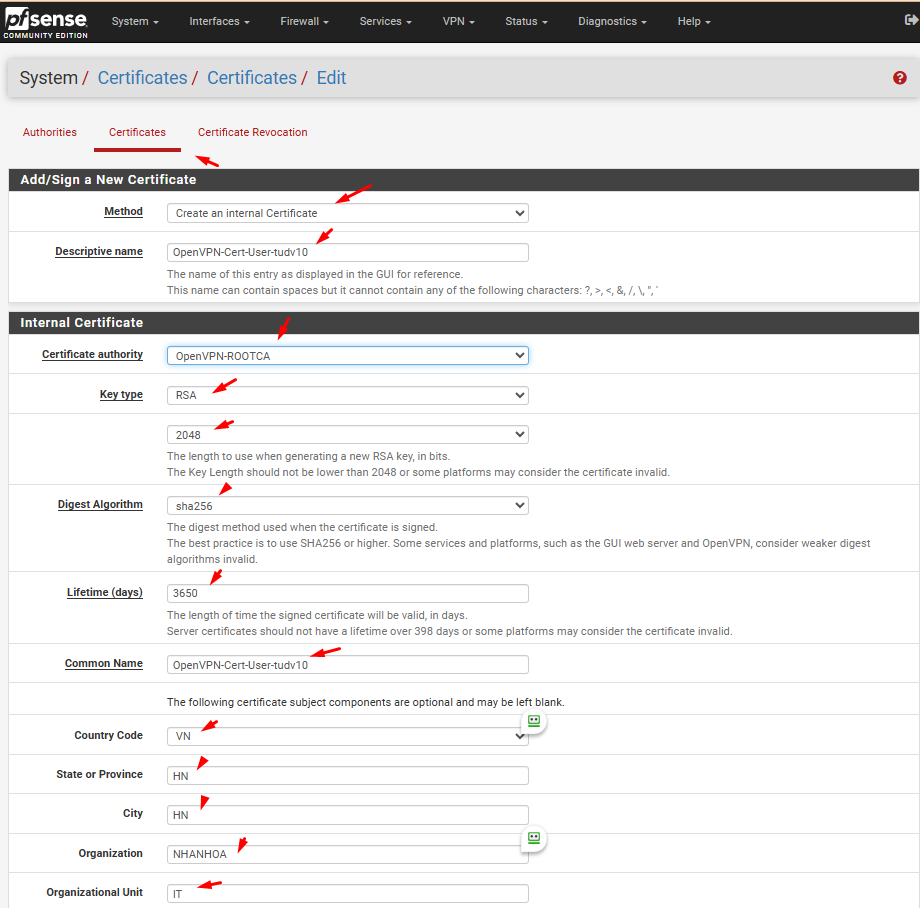 pfsense
COMMUNITY EDITION
System Interfaces Firewall Services VPN Status Diagnostics Help
System / Certificates / Certificates / Edit
Authorities Certificates Certificate Revocation
Add/Sign a New Certificate
Method Create an internal Certificate
Descriptive name OpenVPN-Cert-User-tudv10
The name of this entry as displayed in the GUI for reference.
This name can contain spaces but it cannot contain any of the following characters: ?, >, <, &, /, \, ", '
Internal Certificate
Certificate authority OpenVPN-ROOTCA
Key type RSA
2048
The length to use when generating a new RSA key, in bits.
The Key Length should not be lower than 2048 or some platforms may consider the certificate invalid.
Digest Algorithm sha256
The digest method used when the certificate is signed.
The best practice is to use SHA256 or higher. Some services and platforms, such as the GUI web server and OpenVPN, consider weaker digest
algorithms invalid.
Lifetime (days) 3650
The length of time the signed certificate will be valid, in days.
Server certificates should not have a lifetime over 398 days or some platforms may consider the certificate invalid.
Common Name OpenVPN-Cert-User-tudv10
The following certificate subject components are optional and may be left blank.
Country Code VN
State or Province HN
City HN
Organization NHANHOA
Organizational Unit IT